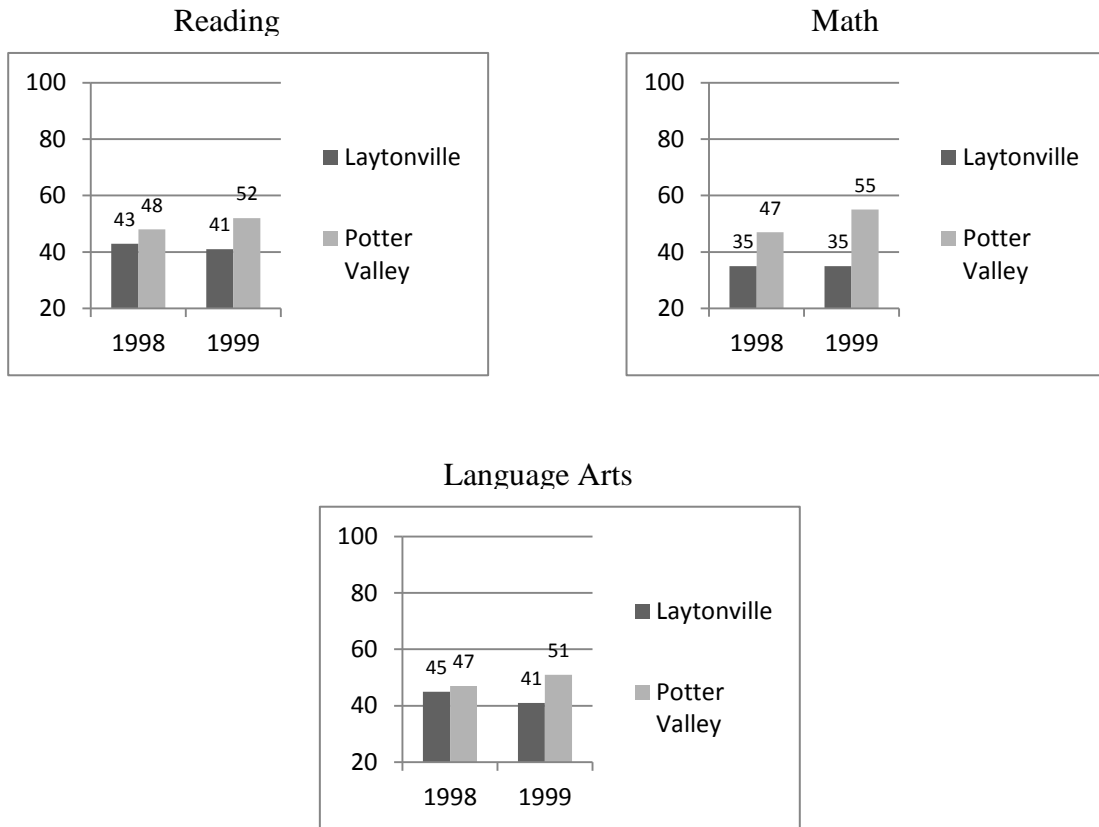 Reading
100
80
60
40
20
43
48
41
52
1998
1999
Laytonville
Potter
Valley
Math
100
80
60
40
20
35
47
35
55
1998
1999
Laytonville
Potter
Valley
Language Arts
100
80
60
40
20
45
47
41
51
1998
1999
Laytonville
Potter
Valley